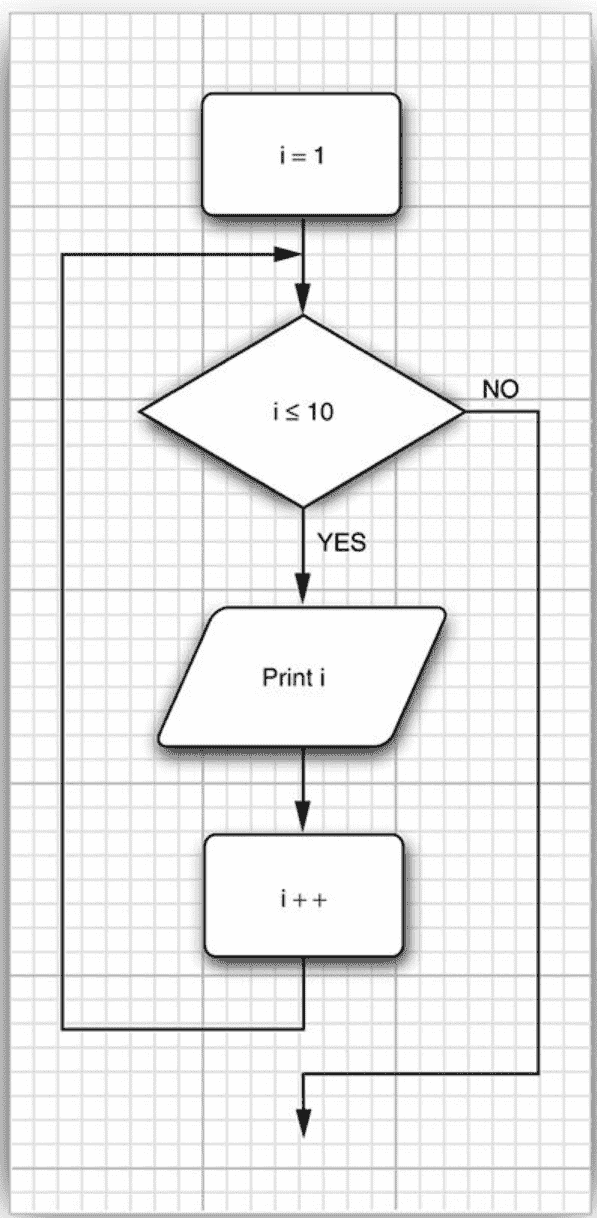 i = 1
i ≤ 10
NO
YES
Print i
i + +